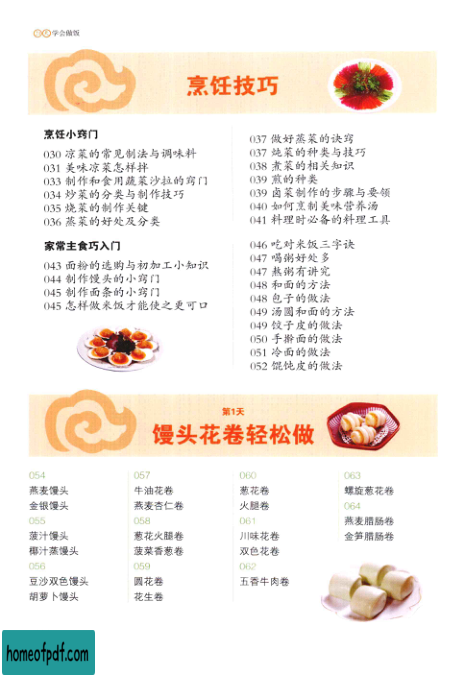 7天学会做饭
烹饪技巧
烹饪小窍门
030 凉菜的常见制法与调味料
031 美味凉菜怎样拌
033 制作和食用蔬菜沙拉的窍门
034 炒菜的分类与制作技巧
035 烧菜的制作关键
036 蒸菜的好处及分类
037 做好蒸菜的诀窍
037 炖菜的种类与技巧
038 煮菜的相关知识
039 煎的种类
039 卤菜制作的步骤与要领
040 如何烹制美味营养汤
041 料理时必备的料理工具
家常主食巧入门
043 面粉的选购与初加工小知识
044 制作馒头的小窍门
045 制作面条的小窍门
045 怎样做米饭才能使之更可口
046 吃对米饭三字诀
047 喝粥好处多
047 熬粥有讲究
048 和面的方法
048 包子的做法
049 汤圆和面的方法
049 饺子皮的做法
050 手擀面的做法
051 冷面的做法
052 馄饨皮的做法
第1天
馒头花卷轻松做
054
燕麦馒头
金银馒头
055
菠汁馒头
椰汁蒸馒头
056
豆沙双色馒头
胡萝卜馒头
057
牛油花卷
燕麦杏仁卷
058
葱花火腿卷
菠菜香葱卷
059
圆花卷
花生卷
060
葱花卷
火腿卷
061
川味花卷
双色花卷
062
五香牛肉卷
063
螺旋葱花卷
064
燕麦腊肠卷
金笋腊肠卷
homeofpdf.com